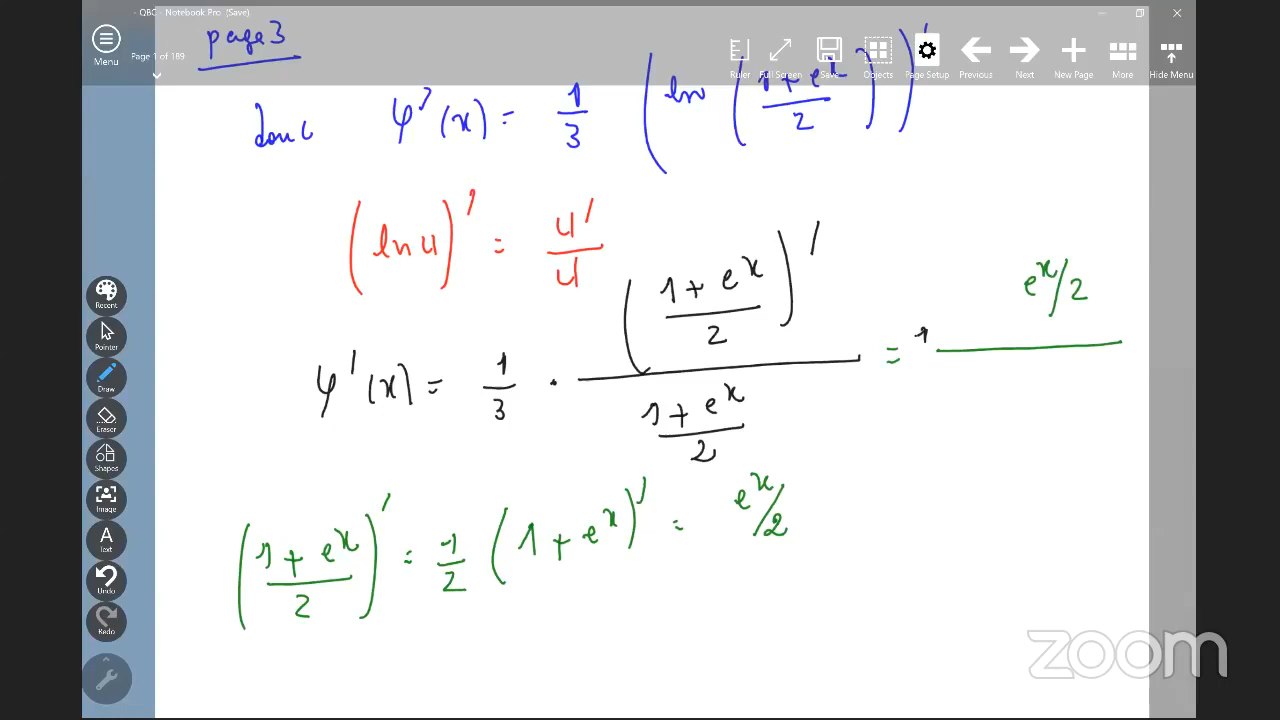 - QBC - Notebook Pro. (Save)
Menu
Page 1 of 189
Ruler Full Screen Save Objects Page Setup Previous Next New Page More Hide Menu
page 3
donc φ'(x) = 1/3 (ln((1+e^x)/2))'
(ln u)' = u'/u
φ'(x) = 1/3 · ((1+e^x)/2)' / ((1+e^x)/2) = e^x/2
((1+e^x)/2)' = 1/2 (1+e^x)' = e^x/2
Recent
Pointer
Draw
Eraser
Shapes
Image
Text
Undo
Redo
zoom